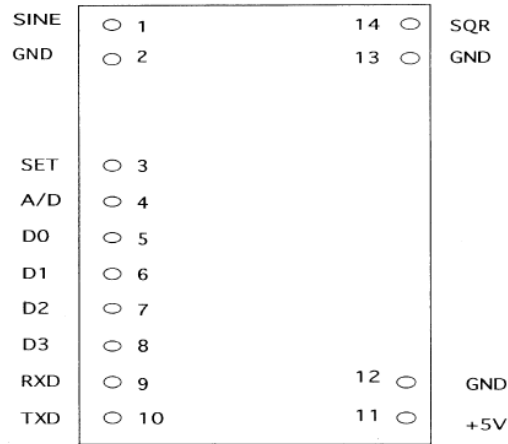 SINE 1 14 SQR
GND 2 13 GND
SET 3
A/D 4
D0 5
D1 6
D2 7
D3 8
RXD 9 12 GND
TXD 10 11 +5V